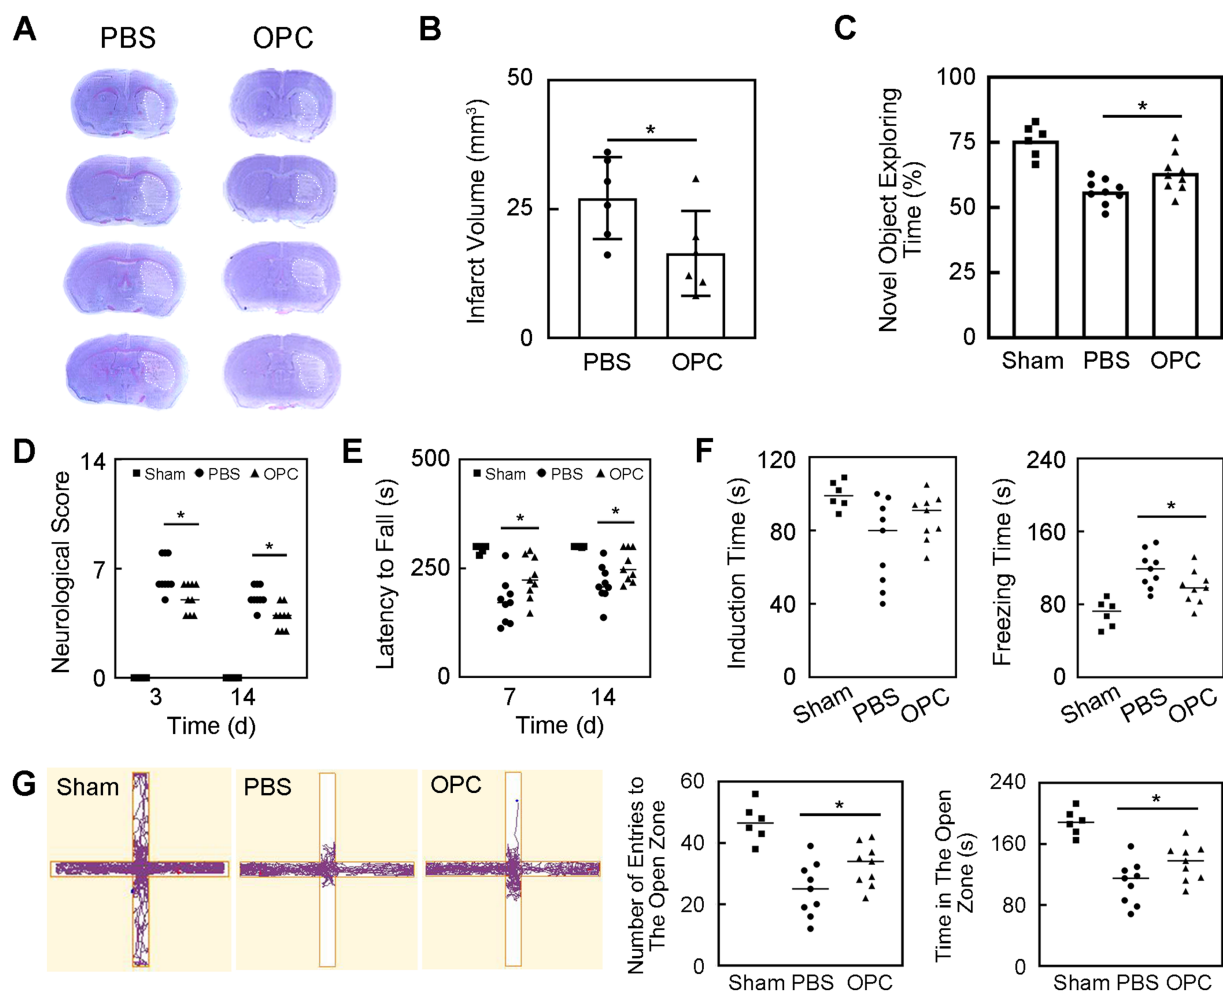 A
PBS OPC
B
Infarct Volume (mm³)
50
25
0
*
PBS OPC
C
Novel Object Exploring
Time (%)
100
75
50
25
0
*
Sham PBS OPC
D
Neurological Score
14
7
0
Sham PBS OPC
*
*
3 14
Time (d)
E
Latency to Fall (s)
500
250
0
Sham PBS OPC
*
*
7 14
Time (d)
F
Induction Time (s)
120
80
40
0
Sham PBS OPC
Freezing Time (s)
240
160
80
0
*
Sham PBS OPC
G
Sham
PBS
OPC
Number of Entries to
The Open Zone
60
40
20
0
*
Sham PBS OPC
Time in The Open
Zone (s)
240
160
80
0
*
Sham PBS OPC